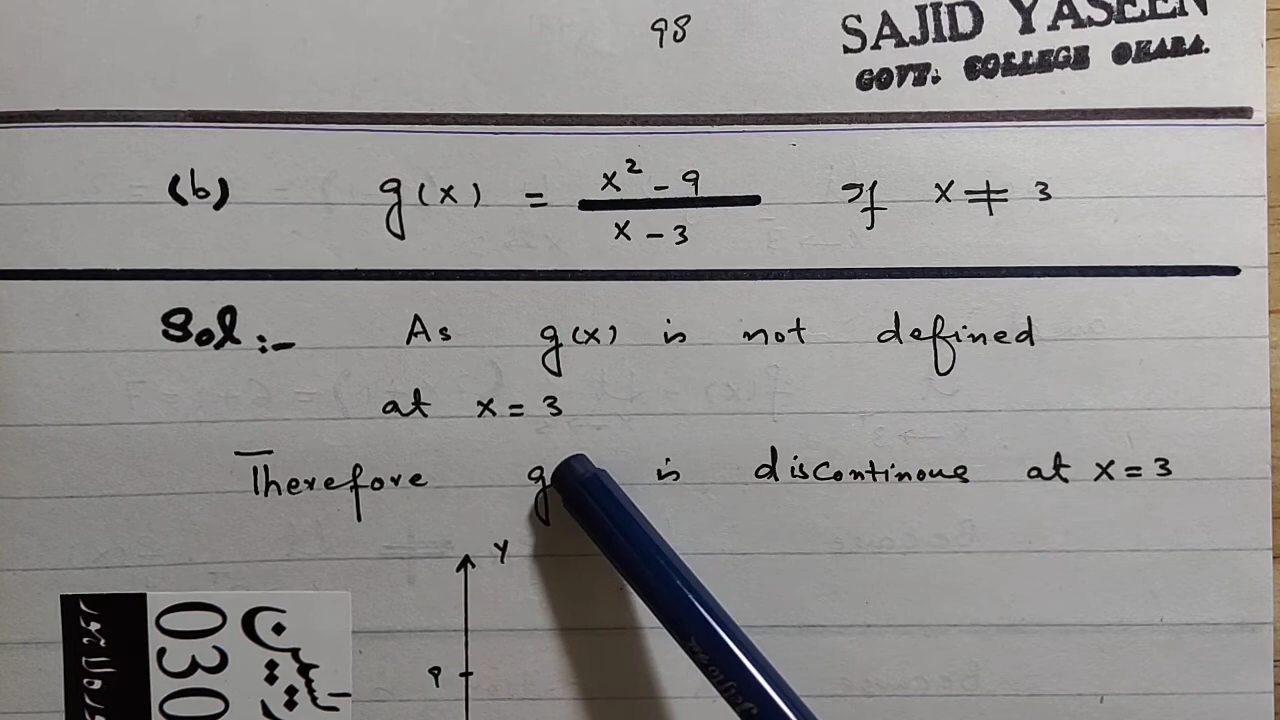 98
SAJID YASEEN
GOVT: COLLEGE OKARA.
(b) g(x) = x² - 9 / x - 3 if x ≠ 3
Sol :- As g(x) is not defined
at x = 3
Therefore g is discontinous at x = 3
Y
9
030